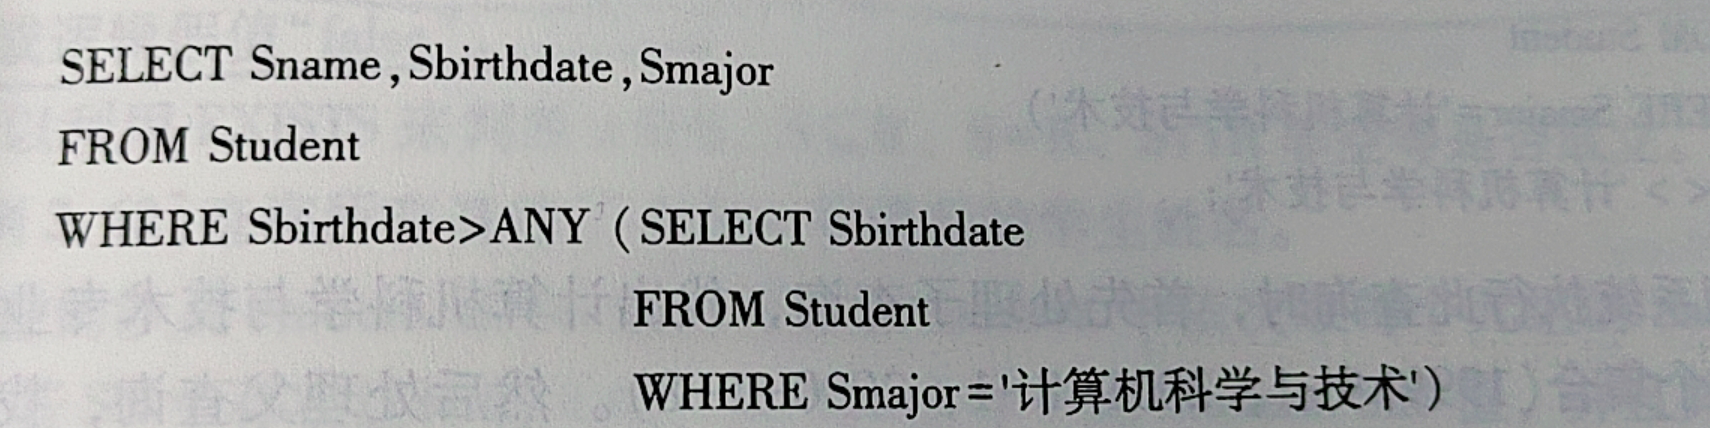 SELECT Sname,Sbirthdate,Smajor
FROM Student
WHERE Sbirthdate>ANY (SELECT Sbirthdate
FROM Student
WHERE Smajor='计算机科学与技术')